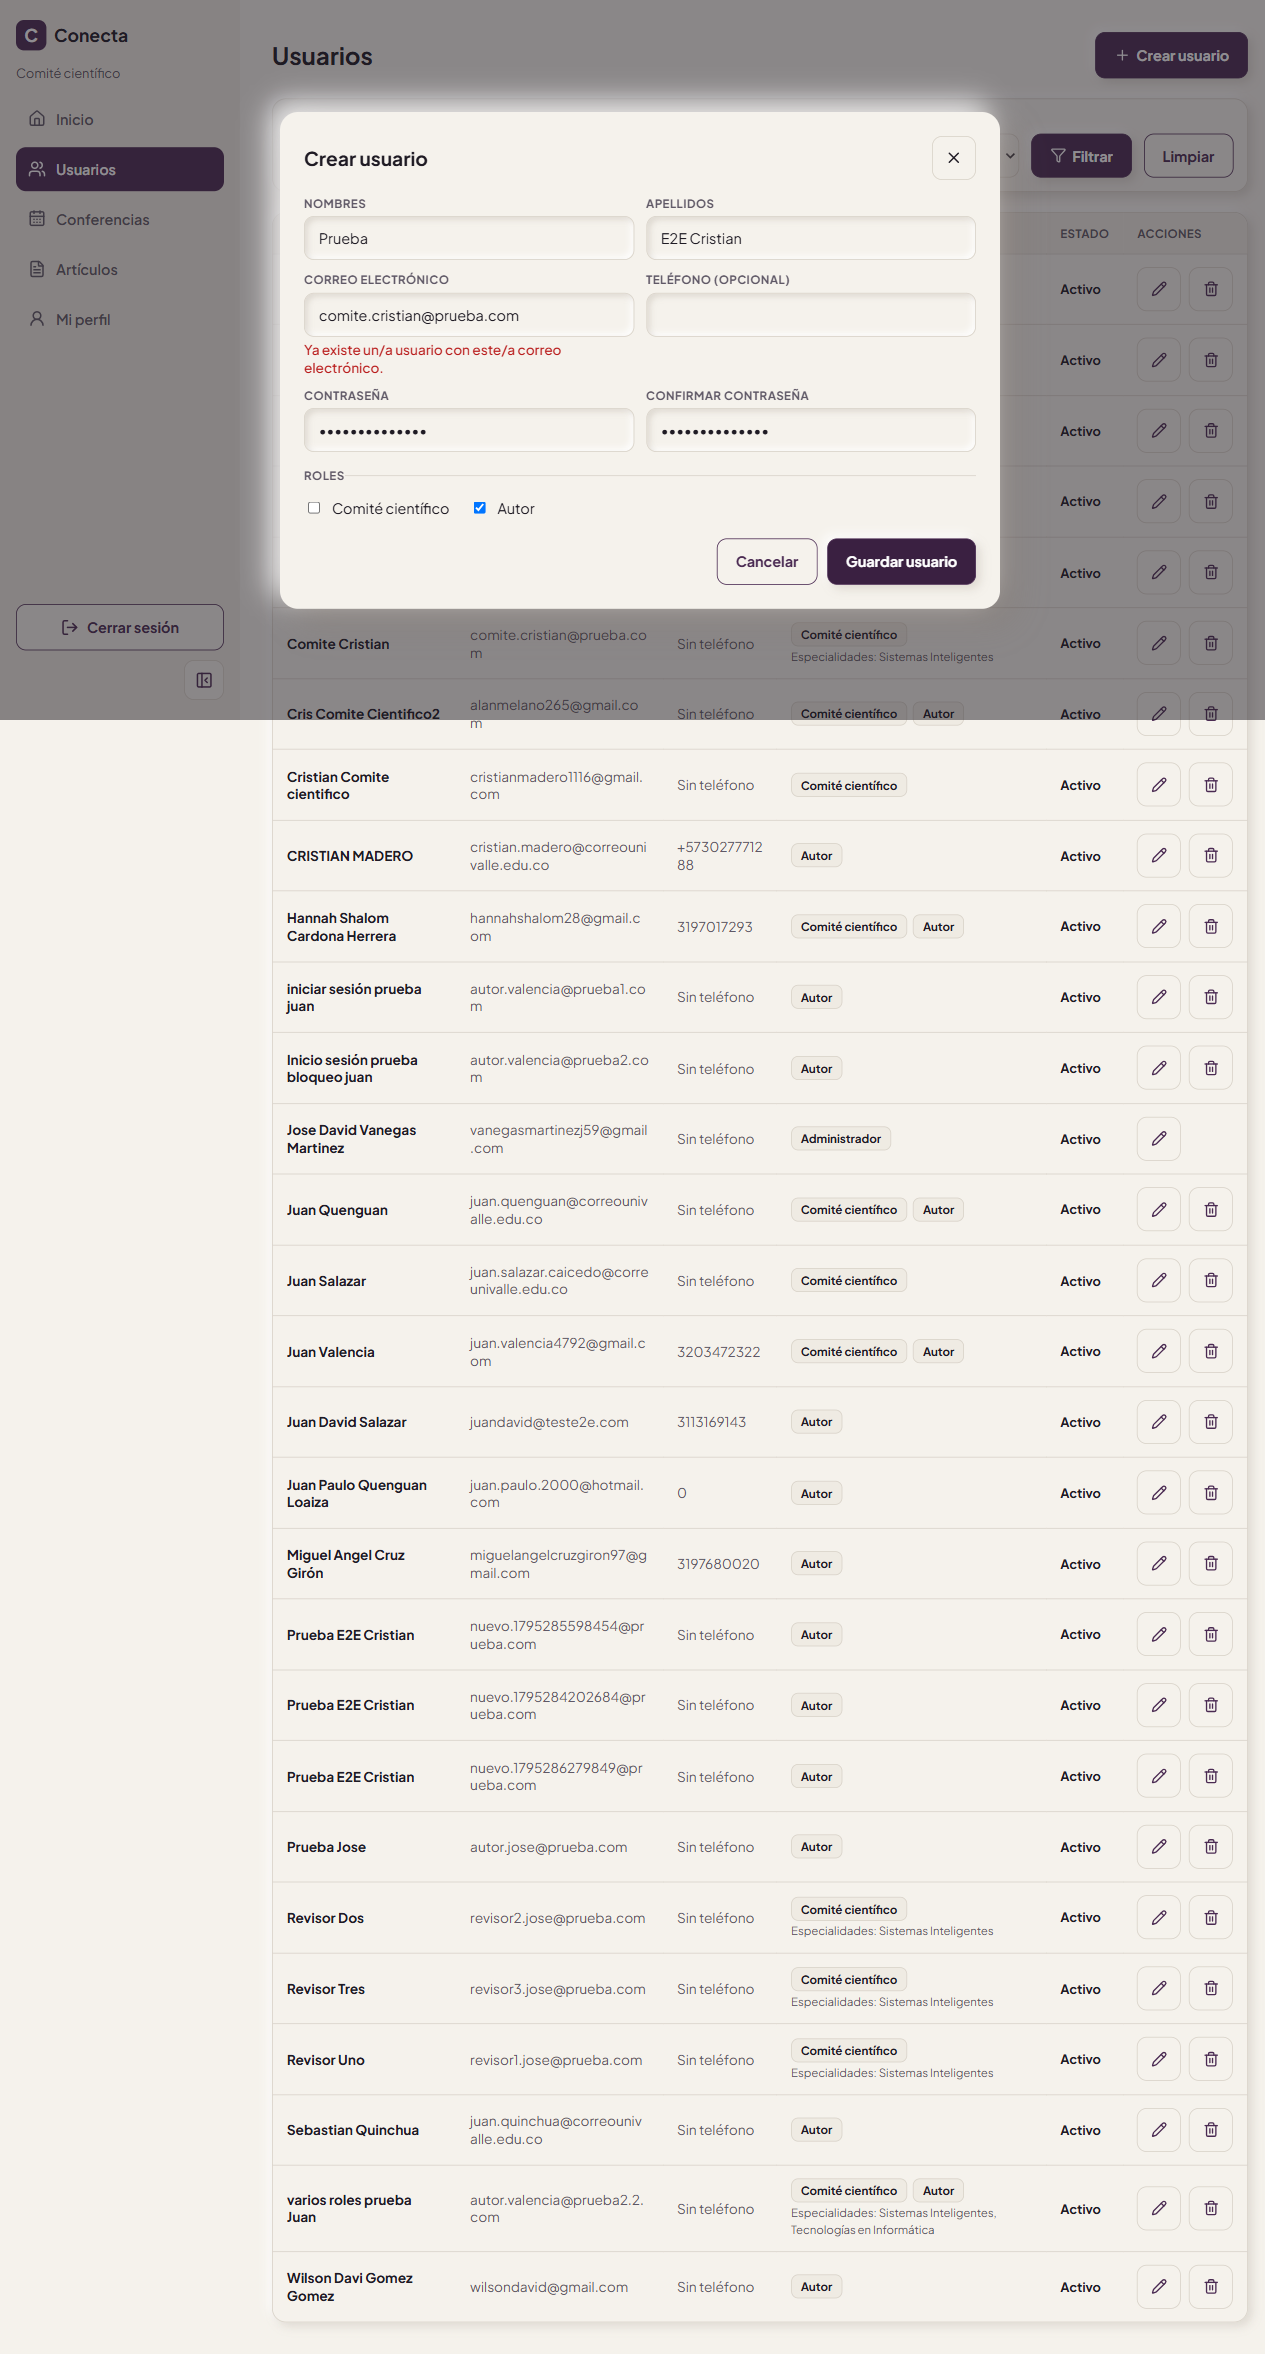 C Conecta
Comité científico
Inicio
Usuarios
Conferencias
Artículos
Mi perfil
Cerrar sesión
Usuarios
+ Crear usuario
Filtrar
Limpiar
ESTADO
ACCIONES
Activo
Activo
Activo
Activo
Activo
Crear usuario
NOMBRES
APELLIDOS
Prueba
E2E Cristian
CORREO ELECTRÓNICO
TELÉFONO (OPCIONAL)
comite.cristian@prueba.com
Ya existe un/a usuario con este/a correo
electrónico.
CONTRASEÑA
CONFIRMAR CONTRASEÑA
••••••••••••••
••••••••••••••
ROLES
Comité científico
Autor
Cancelar
Guardar usuario
Comite Cristian
comite.cristian@prueba.co
m
Sin teléfono
Comité científico
Especialidades: Sistemas Inteligentes
Activo
Cris Comite Cientifico2
alanmelano265@gmail.co
m
Sin teléfono
Comité científico
Autor
Activo
Cristian Comite
cientifico
cristianmadero1116@gmail.
com
Sin teléfono
Comité científico
Activo
CRISTIAN MADERO
cristian.madero@correouni
valle.edu.co
+5730277712
88
Autor
Activo
Hannah Shalom
Cardona Herrera
hannahshalom28@gmail.c
om
3197017293
Comité científico
Autor
Activo
iniciar sesión prueba
juan
autor.valencia@prueba1.co
m
Sin teléfono
Autor
Activo
Inicio sesión prueba
bloqueo juan
autor.valencia@prueba2.co
m
Sin teléfono
Autor
Activo
Jose David Vanegas
Martinez
vanegasmartinezj59@gmail
.com
Sin teléfono
Administrador
Activo
Juan Quenguan
juan.quenguan@correouniv
alle.edu.co
Sin teléfono
Comité científico
Autor
Activo
Juan Salazar
juan.salazar.caicedo@corre
univalle.edu.co
Sin teléfono
Comité científico
Activo
Juan Valencia
juan.valencia4792@gmail.c
om
3203472322
Comité científico
Autor
Activo
Juan David Salazar
juandavid@teste2e.com
3113169143
Autor
Activo
Juan Paulo Quenguan
Loaiza
juan.paulo.2000@hotmail.
com
0
Autor
Activo
Miguel Angel Cruz
Girón
miguelangelcruzgiron97@g
mail.com
3197680020
Autor
Activo
Prueba E2E Cristian
nuevo.1795285598454@pr
ueba.com
Sin teléfono
Autor
Activo
Prueba E2E Cristian
nuevo.1795284202684@pr
ueba.com
Sin teléfono
Autor
Activo
Prueba E2E Cristian
nuevo.1795286279849@pr
ueba.com
Sin teléfono
Autor
Activo
Prueba Jose
autor.jose@prueba.com
Sin teléfono
Autor
Activo
Revisor Dos
revisor2.jose@prueba.com
Sin teléfono
Comité científico
Especialidades: Sistemas Inteligentes
Activo
Revisor Tres
revisor3.jose@prueba.com
Sin teléfono
Comité científico
Especialidades: Sistemas Inteligentes
Activo
Revisor Uno
revisor1.jose@prueba.com
Sin teléfono
Comité científico
Especialidades: Sistemas Inteligentes
Activo
Sebastian Quinchua
juan.quinchua@correouniv
alle.edu.co
Sin teléfono
Autor
Activo
varios roles prueba
Juan
autor.valencia@prueba2.2.
com
Sin teléfono
Comité científico
Autor
Especialidades: Sistemas Inteligentes,
Tecnologías en Informática
Activo
Wilson Davi Gomez
Gomez
wilsondavid@gmail.com
Sin teléfono
Autor
Activo